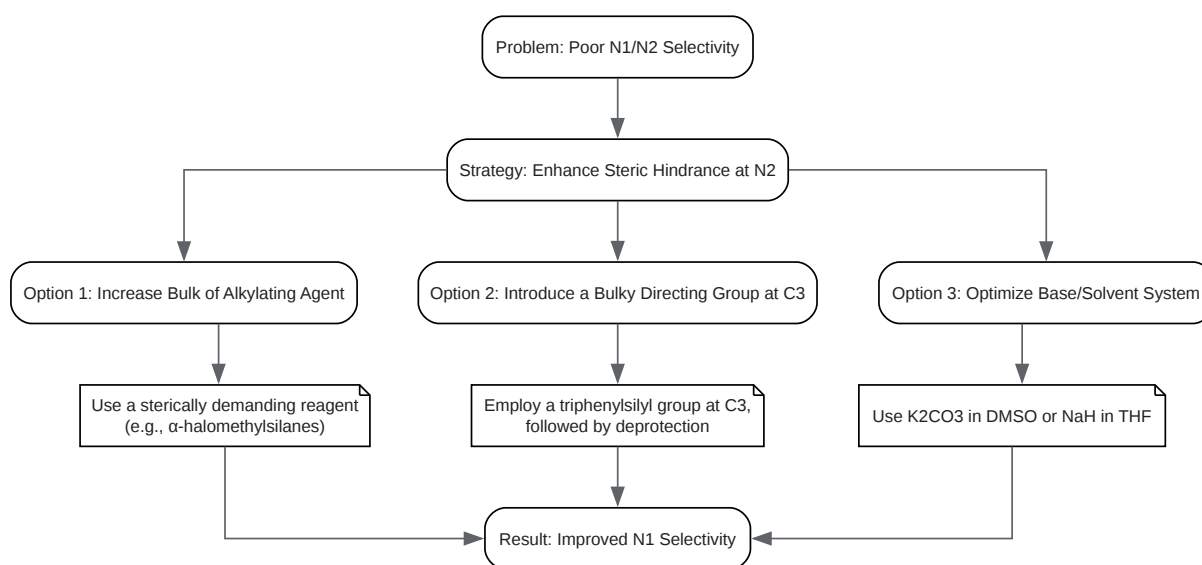 Problem: Poor N1/N2 Selectivity
Strategy: Enhance Steric Hindrance at N2
Option 1: Increase Bulk of Alkylating Agent
Option 2: Introduce a Bulky Directing Group at C3
Option 3: Optimize Base/Solvent System
Use a sterically demanding reagent
(e.g., α-halomethylsilanes)
Employ a triphenylsilyl group at C3,
followed by deprotection
Use K2CO3 in DMSO or NaH in THF
Result: Improved N1 Selectivity